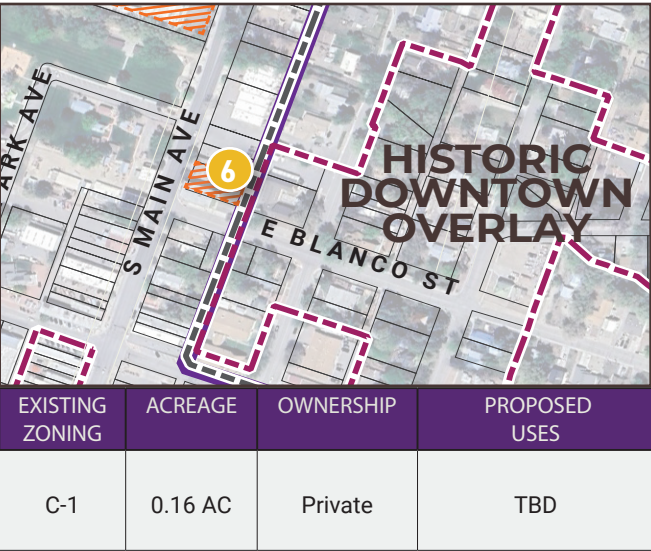 ARK AVE
S MAIN AVE
6
HISTORIC
DOWNTOWN
OVERLAY
E BLANCO ST
EXISTING
ZONING
ACREAGE
OWNERSHIP
PROPOSED
USES
C-1
0.16 AC
Private
TBD